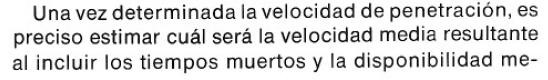 Una vez determinada la velocidad de penetración, es
preciso estimar cuál será la velocidad media resultante
al incluir los tiempos muertos y la disponibilidad me-